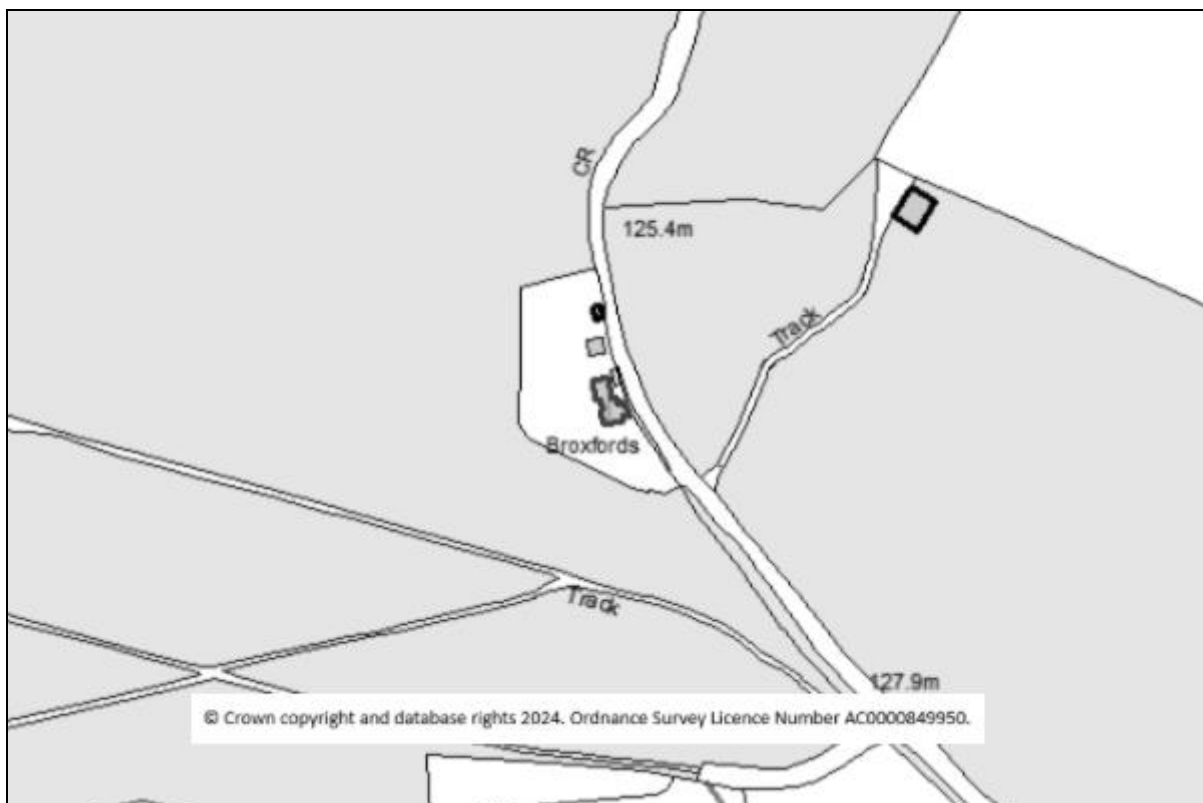 CR
125.4m
Track
Broxfords
Track
127.9m
© Crown copyright and database rights 2024. Ordnance Survey Licence Number AC0000849950.